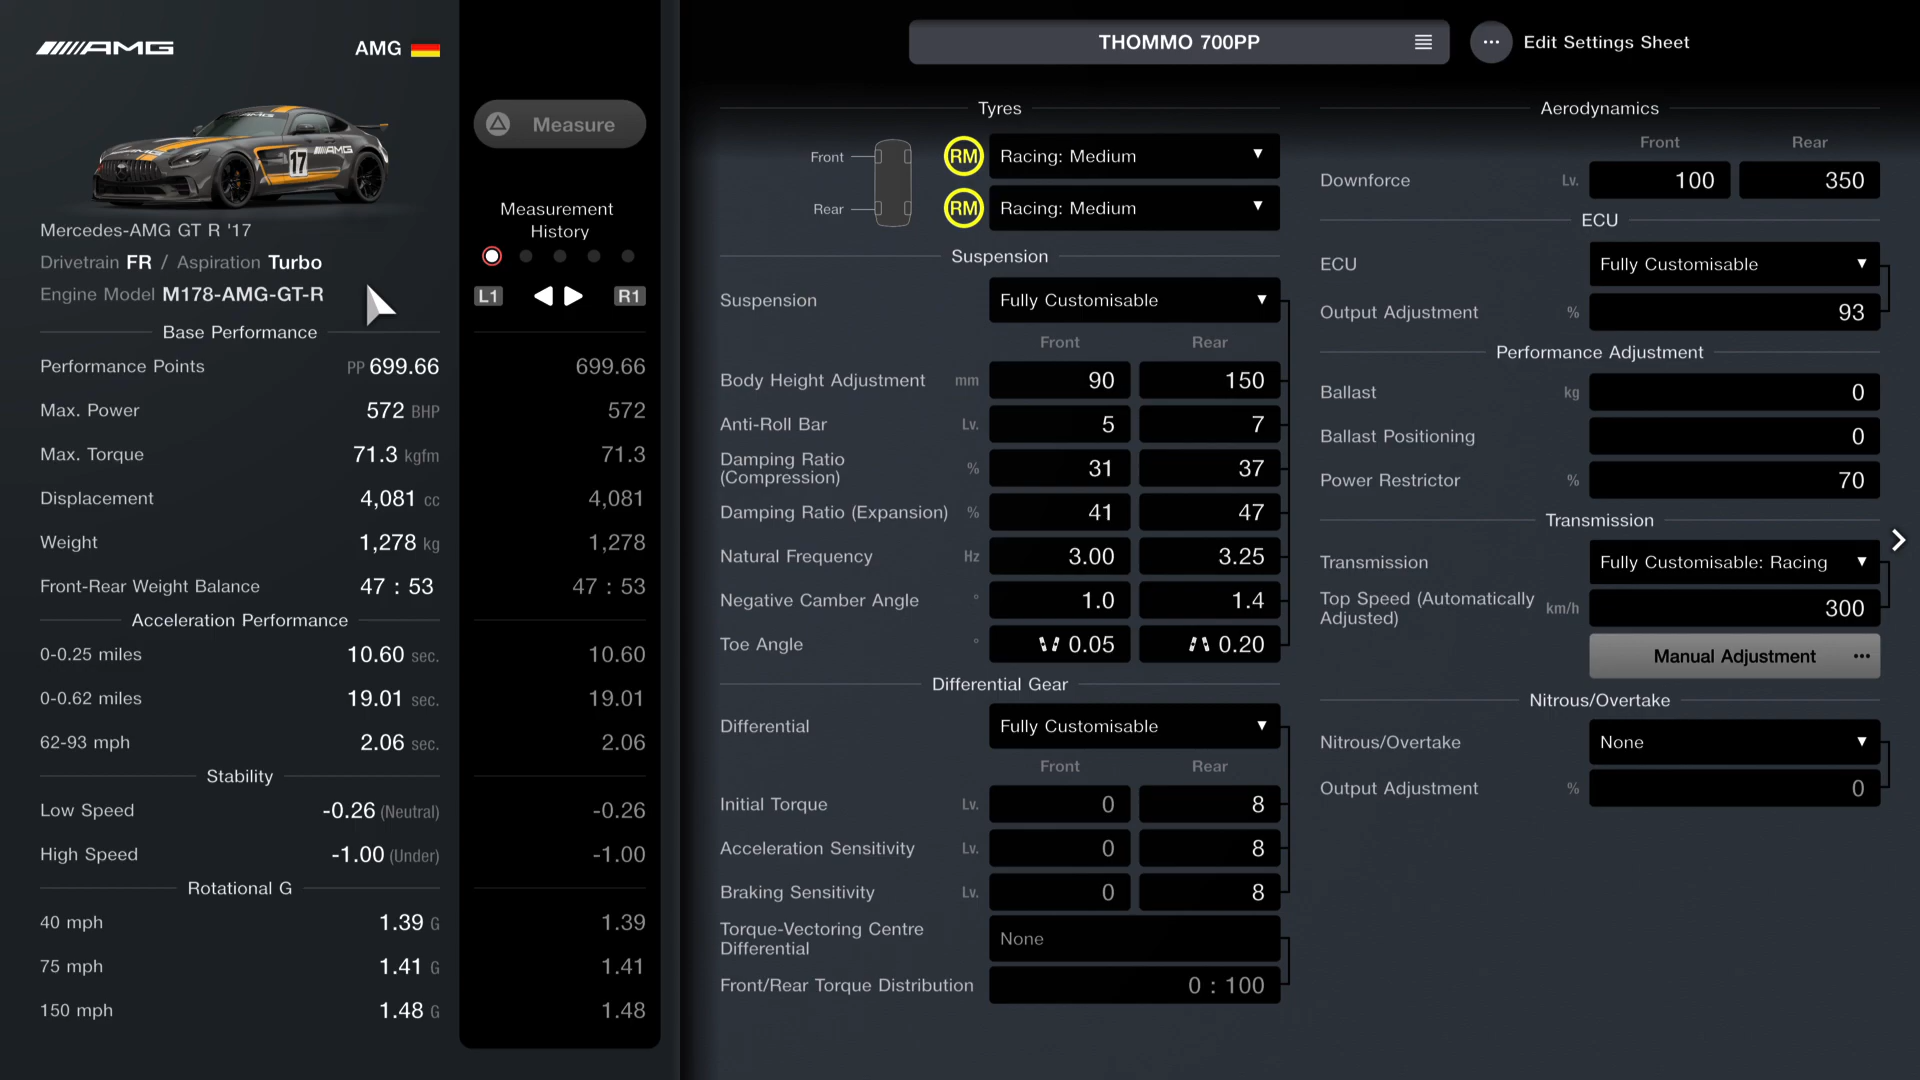 AMG
AMG
THOMMO 700PP
Edit Settings Sheet
17
AMG
Mercedes-AMG GT R '17
Drivetrain FR / Aspiration Turbo
Engine Model M178-AMG-GT-R
Base Performance
Performance Points PP 699.66
Max. Power 572 BHP
Max. Torque 71.3 kgfm
Displacement 4,081 cc
Weight 1,278 kg
Front-Rear Weight Balance 47 : 53
Acceleration Performance
0-0.25 miles 10.60 sec.
0-0.62 miles 19.01 sec.
62-93 mph 2.06 sec.
Stability
Low Speed -0.26 (Neutral)
High Speed -1.00 (Under)
Rotational G
40 mph 1.39 G
75 mph 1.41 G
150 mph 1.48 G
Measure
Measurement
History
L1 R1
699.66
572
71.3
4,081
1,278
47 : 53
10.60
19.01
2.06
-0.26
-1.00
1.39
1.41
1.48
Tyres
Front RM Racing: Medium
Rear RM Racing: Medium
Suspension
Suspension Fully Customisable
Front Rear
Body Height Adjustment mm 90 150
Anti-Roll Bar Lv. 5 7
Damping Ratio
(Compression) % 31 37
Damping Ratio (Expansion) % 41 47
Natural Frequency Hz 3.00 3.25
Negative Camber Angle ° 1.0 1.4
Toe Angle ° 0.05 0.20
Differential Gear
Differential Fully Customisable
Front Rear
Initial Torque Lv. 0 8
Acceleration Sensitivity Lv. 0 8
Braking Sensitivity Lv. 0 8
Torque-Vectoring Centre
Differential None
Front/Rear Torque Distribution 0 : 100
Aerodynamics
Front Rear
Downforce Lv. 100 350
ECU
ECU Fully Customisable
Output Adjustment % 93
Performance Adjustment
Ballast kg 0
Ballast Positioning 0
Power Restrictor % 70
Transmission
Transmission Fully Customisable: Racing
Top Speed (Automatically
Adjusted) km/h 300
Manual Adjustment
Nitrous/Overtake
Nitrous/Overtake None
Output Adjustment % 0